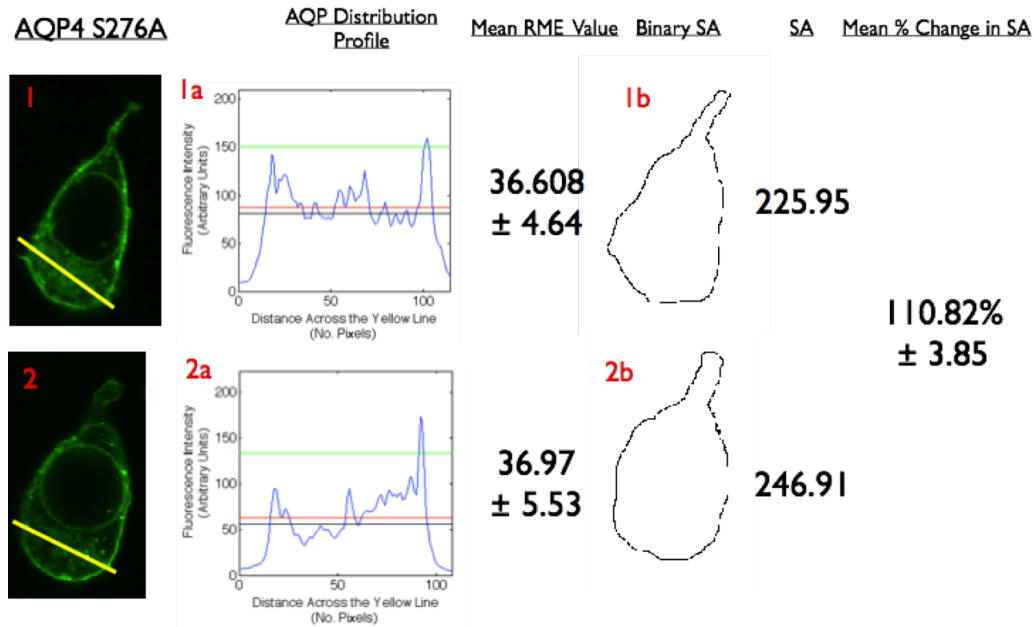 AQP4 S276A
AQP Distribution
Profile
Mean RME Value
Binary SA
SA
Mean % Change in SA
1
1a
200
150
100
50
0
Fluorescence Intensity
(Arbitrary Units)
0
50
100
Distance Across the Yellow Line
(No. Pixels)
36.608
± 4.64
1b
225.95
110.82%
± 3.85
2
2a
200
150
100
50
0
Fluorescence Intensity
(Arbitrary Units)
0
50
100
Distance Across the Yellow Line
(No. Pixels)
36.97
± 5.53
2b
246.91